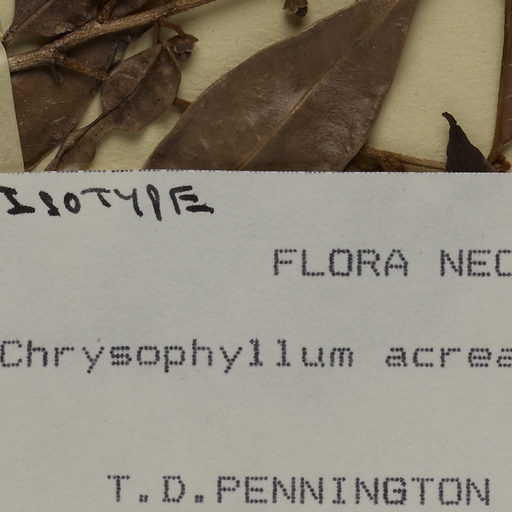 ISOTYPE
FLORA NEO
Chrysophyllum acrea
T.D.PENNINGTON